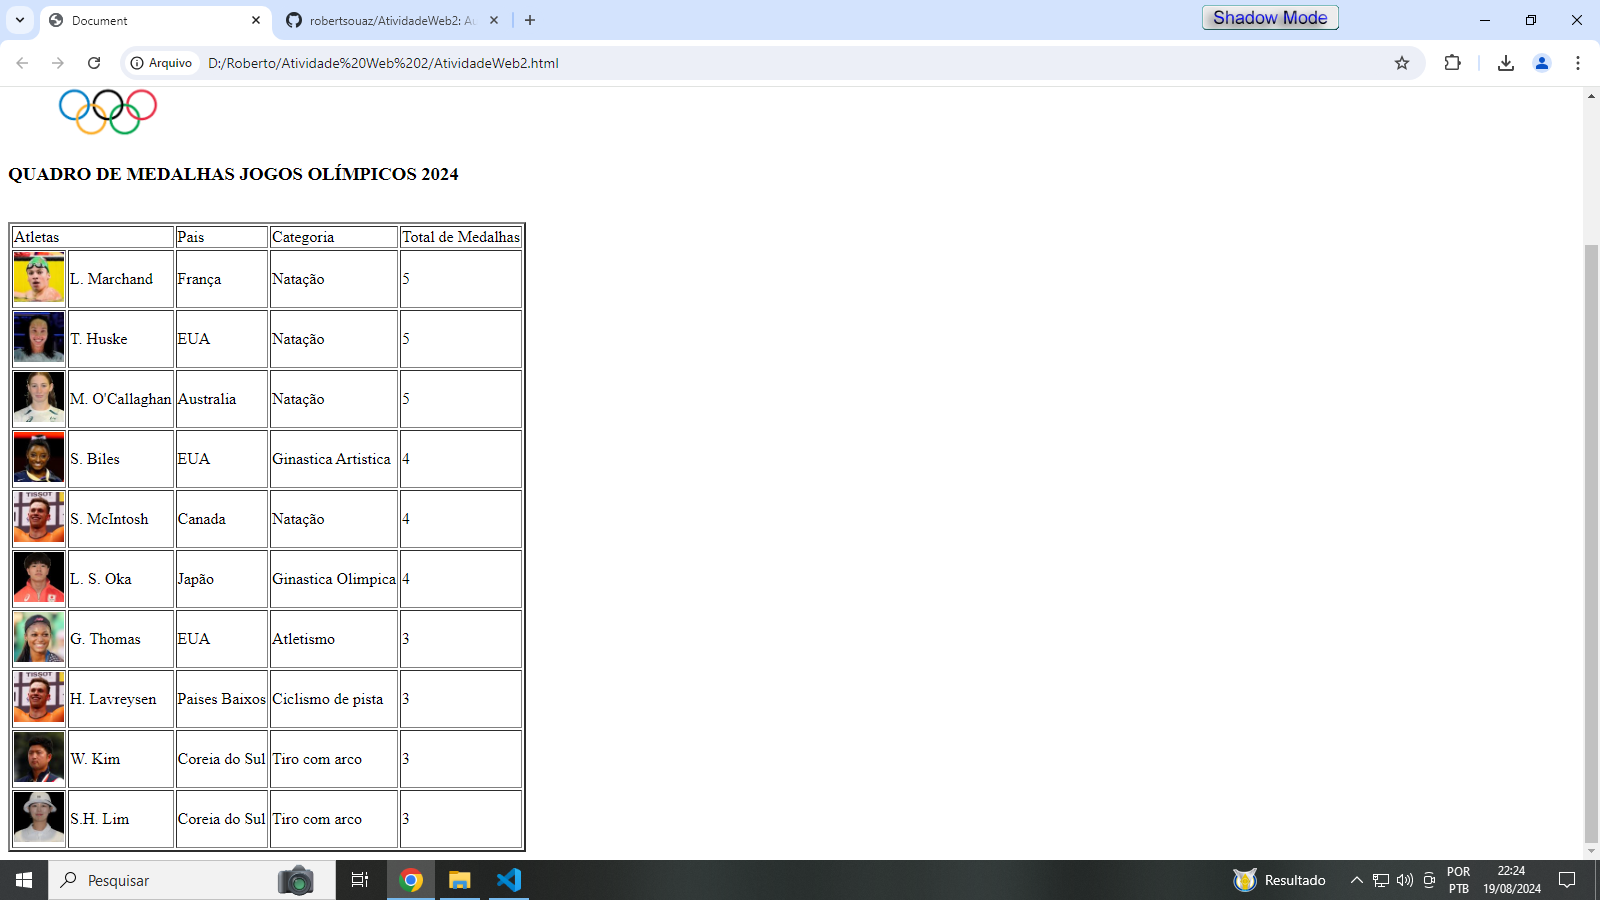 Document
robertsouaz/AtividadeWeb2: Au
Shadow Mode
Arquivo
D:/Roberto/Atividade%20Web%202/AtividadeWeb2.html
QUADRO DE MEDALHAS JOGOS OLÍMPICOS 2024
Atletas Pais Categoria Total de Medalhas
L. Marchand França Natação 5
T. Huske EUA Natação 5
M. O'Callaghan Australia Natação 5
S. Biles EUA Ginastica Artistica 4
TISSOT
S. McIntosh Canada Natação 4
L. S. Oka Japão Ginastica Olimpica 4
G. Thomas EUA Atletismo 3
TISSOT
H. Lavreysen Paises Baixos Ciclismo de pista 3
W. Kim Coreia do Sul Tiro com arco 3
S.H. Lim Coreia do Sul Tiro com arco 3
Pesquisar
Resultado
POR
PTB
22:24
19/08/2024